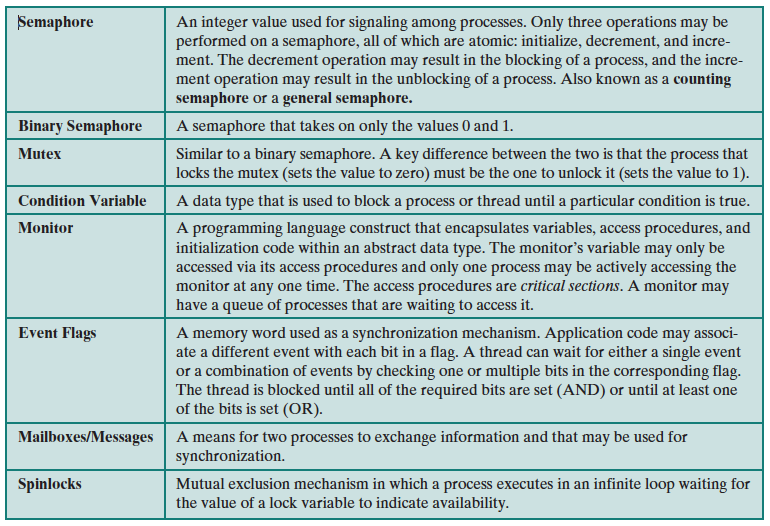 Semaphore An integer value used for signaling among processes. Only three operations may be
performed on a semaphore, all of which are atomic: initialize, decrement, and incre-
ment. The decrement operation may result in the blocking of a process, and the incre-
ment operation may result in the unblocking of a process. Also known as a counting
semaphore or a general semaphore.
Binary Semaphore A semaphore that takes on only the values 0 and 1.
Mutex Similar to a binary semaphore. A key difference between the two is that the process that
locks the mutex (sets the value to zero) must be the one to unlock it (sets the value to 1).
Condition Variable A data type that is used to block a process or thread until a particular condition is true.
Monitor A programming language construct that encapsulates variables, access procedures, and
initialization code within an abstract data type. The monitor's variable may only be
accessed via its access procedures and only one process may be actively accessing the
monitor at any one time. The access procedures are critical sections. A monitor may
have a queue of processes that are waiting to access it.
Event Flags A memory word used as a synchronization mechanism. Application code may associ-
ate a different event with each bit in a flag. A thread can wait for either a single event
or a combination of events by checking one or multiple bits in the corresponding flag.
The thread is blocked until all of the required bits are set (AND) or until at least one
of the bits is set (OR).
Mailboxes/Messages A means for two processes to exchange information and that may be used for
synchronization.
Spinlocks Mutual exclusion mechanism in which a process executes in an infinite loop waiting for
the value of a lock variable to indicate availability.